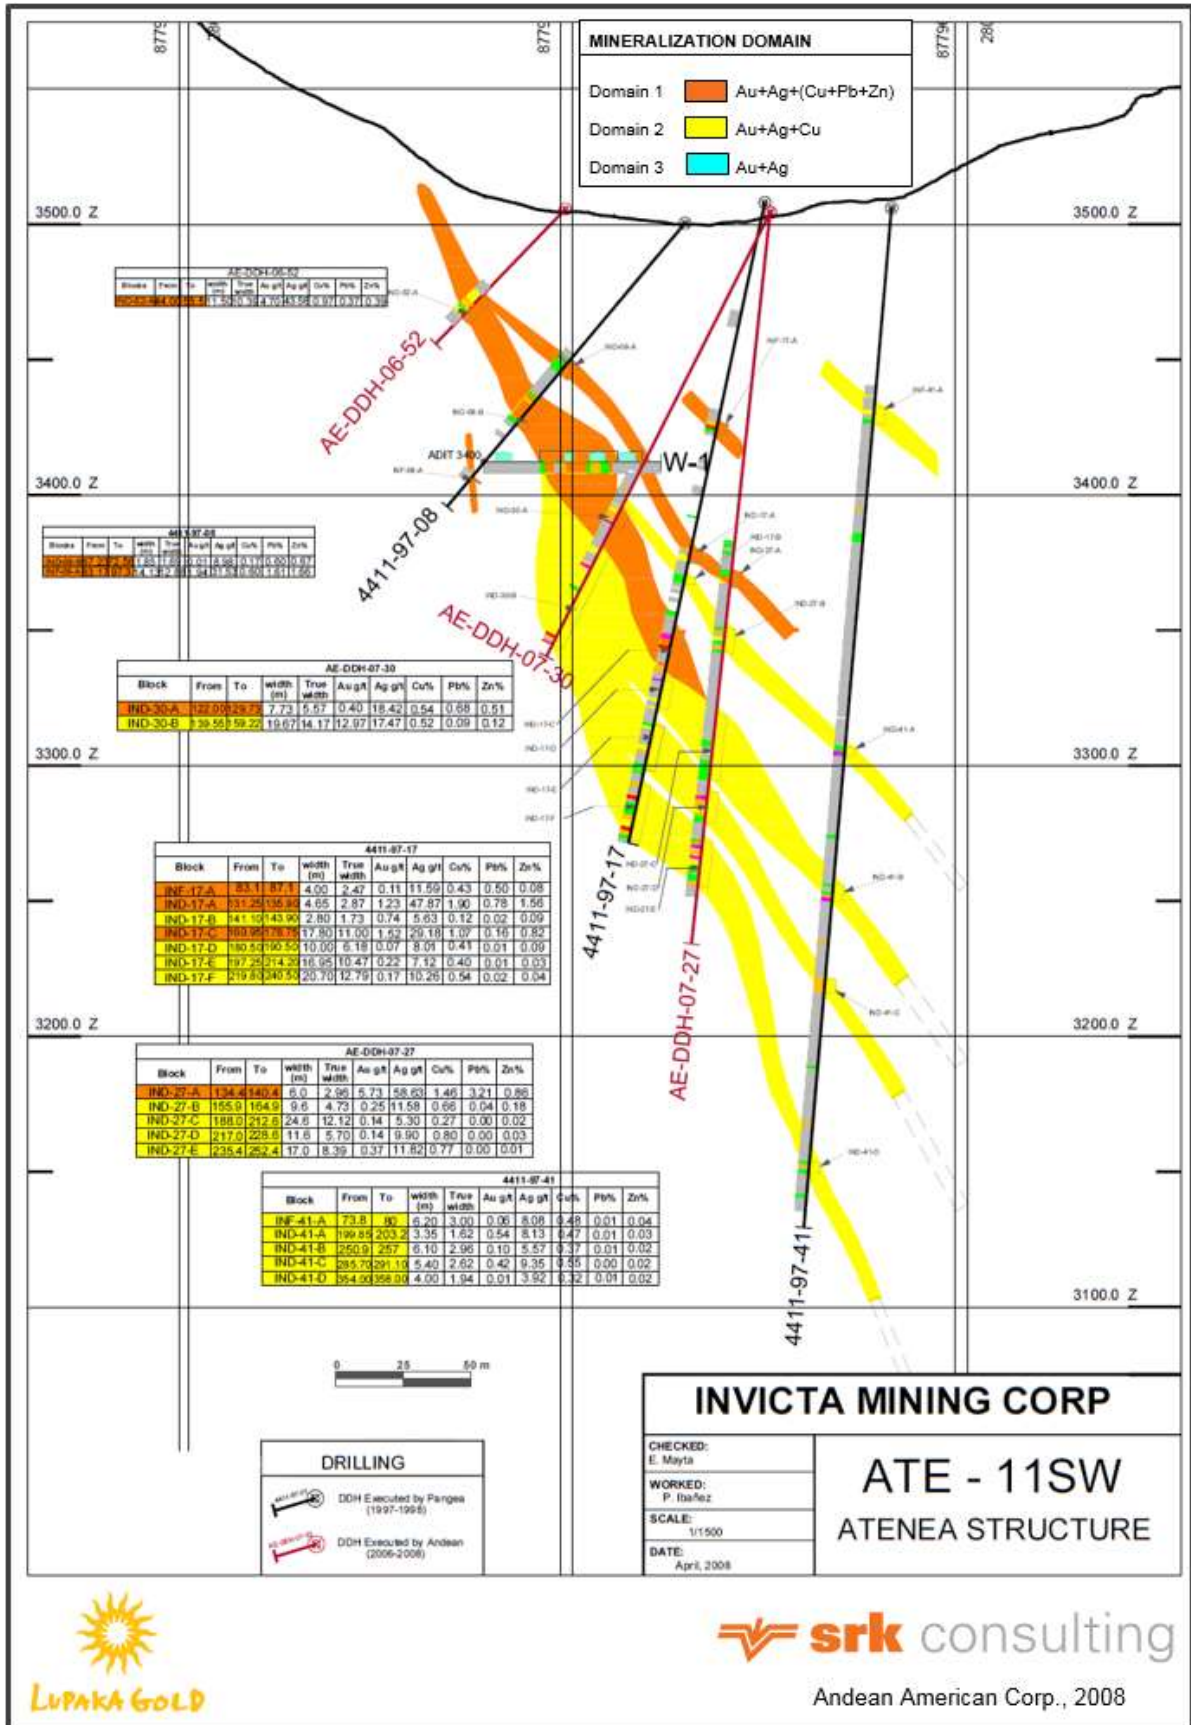 MINERALIZATION DOMAIN
Domain 1 Au+Ag+(Cu+Pb+Zn)
Domain 2 Au+Ag+Cu
Domain 3 Au+Ag
3500.0 Z
3500.0 Z
AE-DDH-06-52
AE-DDH-06-52
ADIT 3400
W-1
3400.0 Z
3400.0 Z
4411-97-08
AE-DDH-07-30
AE-DDH-07-30
Block From To width (m) True width Au g/t Ag g/t Cu% Pb% Zn%
IND-30-A 122.00 129.73 7.73 5.57 0.40 18.42 0.54 0.68 0.51
IND-30-B 139.55 159.22 19.67 14.17 12.97 17.47 0.52 0.09 0.12
3300.0 Z
3300.0 Z
4411-97-17
Block From To width (m) True width Au g/t Ag g/t Cu% Pb% Zn%
INF-17-A 83.1 87.1 4.00 2.47 0.11 11.59 0.43 0.50 0.08
IND-17-A 131.25 135.90 4.65 2.87 1.23 47.87 1.90 0.78 1.56
IND-17-B 141.10 143.90 2.80 1.73 0.74 5.63 0.12 0.02 0.09
IND-17-C 17.80 11.00 1.52 29.18 1.07 0.16 0.82
IND-17-D 180.50 190.50 10.00 6.18 0.07 8.01 0.41 0.01 0.09
IND-17-E 197.25 214.20 16.95 10.47 0.22 7.12 0.40 0.01 0.03
IND-17-F 219.80 240.50 20.70 12.79 0.17 10.26 0.54 0.02 0.04
4411-97-17
AE-DDH-07-27
3200.0 Z
3200.0 Z
AE-DDH-07-27
Block From To width (m) True width Au g/t Ag g/t Cu% Pb% Zn%
IND-27-A 134.4 140.4 6.0 2.96 5.73 58.63 1.46 3.21 0.86
IND-27-B 155.9 164.9 9.6 4.73 0.25 11.58 0.66 0.04 0.18
IND-27-C 188.0 212.6 24.6 12.12 0.14 5.30 0.27 0.00 0.02
IND-27-D 217.0 228.6 11.6 5.70 0.14 9.90 0.80 0.00 0.03
IND-27-E 235.4 252.4 17.0 8.39 0.37 11.82 0.77 0.00 0.01
4411-97-41
Block From To width (m) True width Au g/t Ag g/t Cu% Pb% Zn%
INF-41-A 73.8 80 6.20 3.00 0.06 8.08 0.48 0.01 0.04
IND-41-A 199.85 203.2 3.35 1.62 0.54 8.13 0.47 0.01 0.03
IND-41-B 250.9 257 6.10 2.96 0.10 5.57 0.37 0.01 0.02
IND-41-C 285.70 291.10 5.40 2.62 0.42 9.35 0.55 0.00 0.02
IND-41-D 354.00 358.00 4.00 1.94 0.01 3.92 0.32 0.01 0.02
4411-97-41
3100.0 Z
0 25 50 m
DRILLING
DDH Executed by Pangea
(1997-1998)
DDH Executed by Andean
(2006-2008)
INVICTA MINING CORP
CHECKED:
E. Mayta
WORKED:
P. Ibañez
SCALE:
1/1500
DATE:
April, 2008
ATE - 11SW
ATENEA STRUCTURE
LUPAKA GOLD
srk consulting
Andean American Corp., 2008